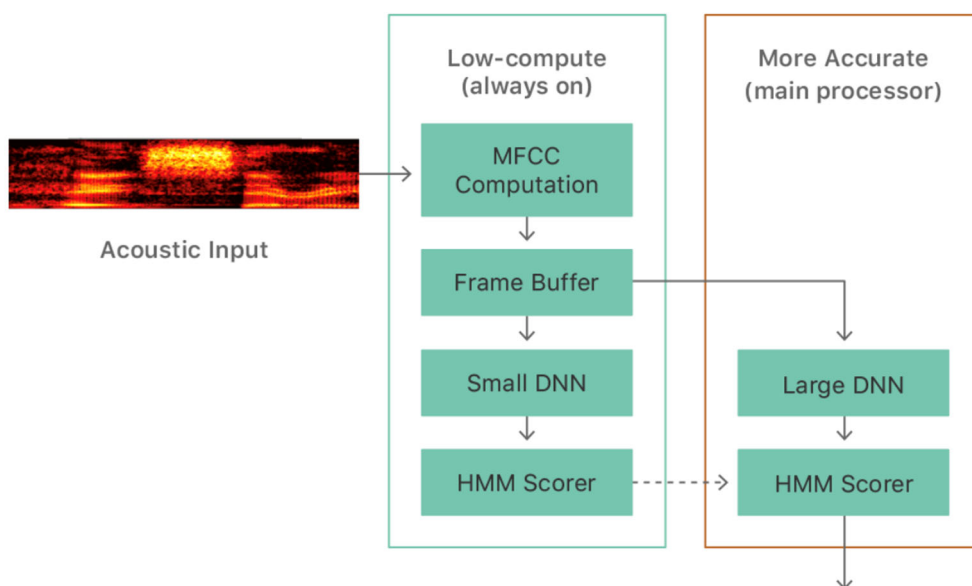 Low-compute
(always on)
More Accurate
(main processor)
MFCC
Computation
Acoustic Input
Frame Buffer
Small DNN
Large DNN
HMM Scorer
HMM Scorer